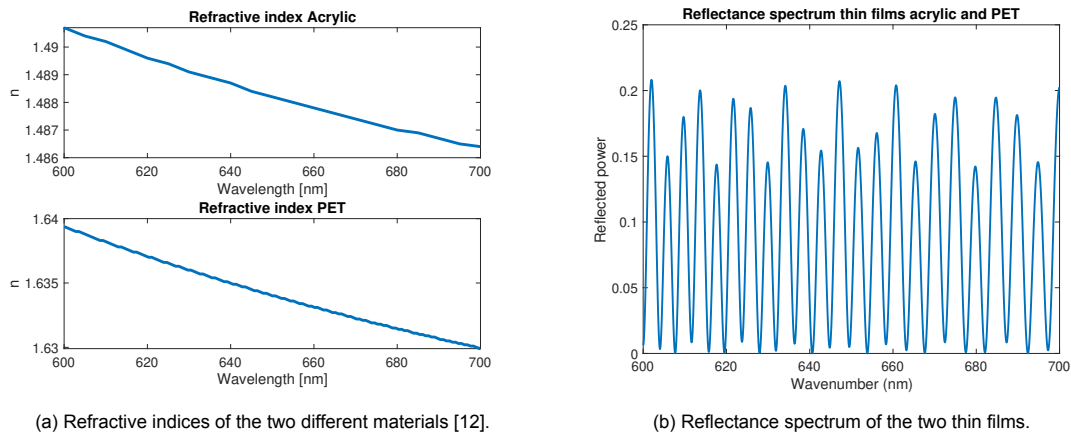 Refractive index Acrylic
1.49
1.489
1.488
1.487
1.486
n
600 620 640 660 680 700
Wavelength [nm]
Refractive index PET
1.64
1.635
1.63
n
600 620 640 660 680 700
Wavelength [nm]
(a) Refractive indices of the two different materials [12].
Reflectance spectrum thin films acrylic and PET
0.25
0.2
0.15
0.1
0.05
0
Reflected power
600 620 640 660 680 700
Wavenumber (nm)
(b) Reflectance spectrum of the two thin films.